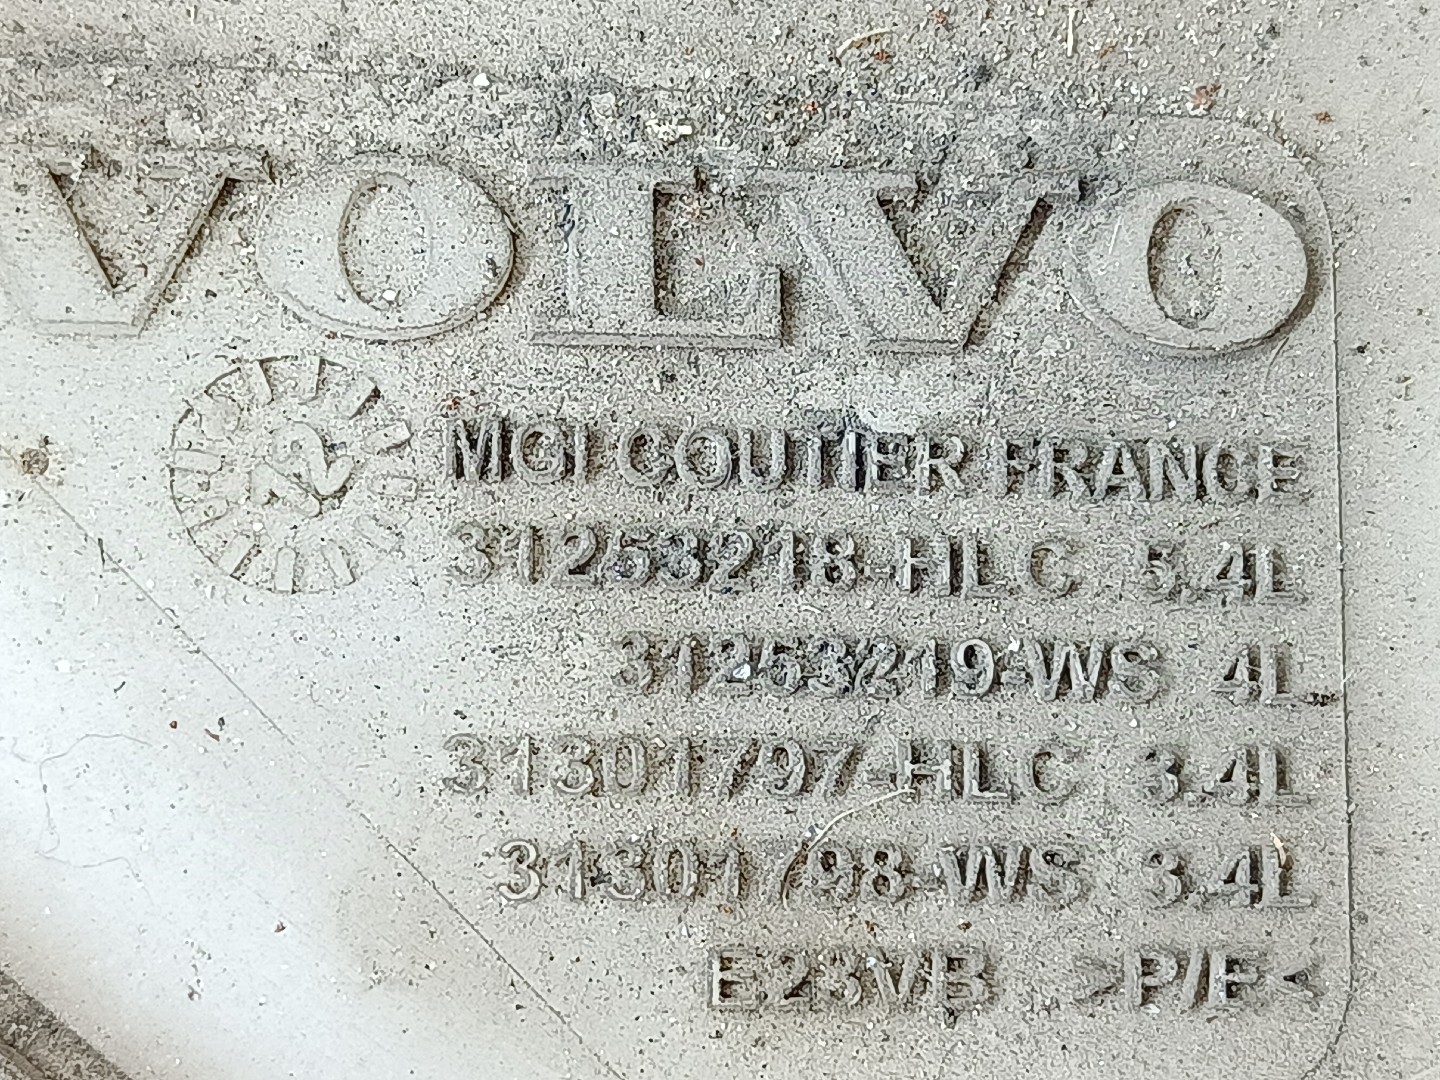 VOLVO
12
MGI COUTIER FRANCE
31253218-HLC 5.4L
31253219-WS 4L
31301797-HLC 3.4L
31301798-WS 3.4L
E23VB >P/E<